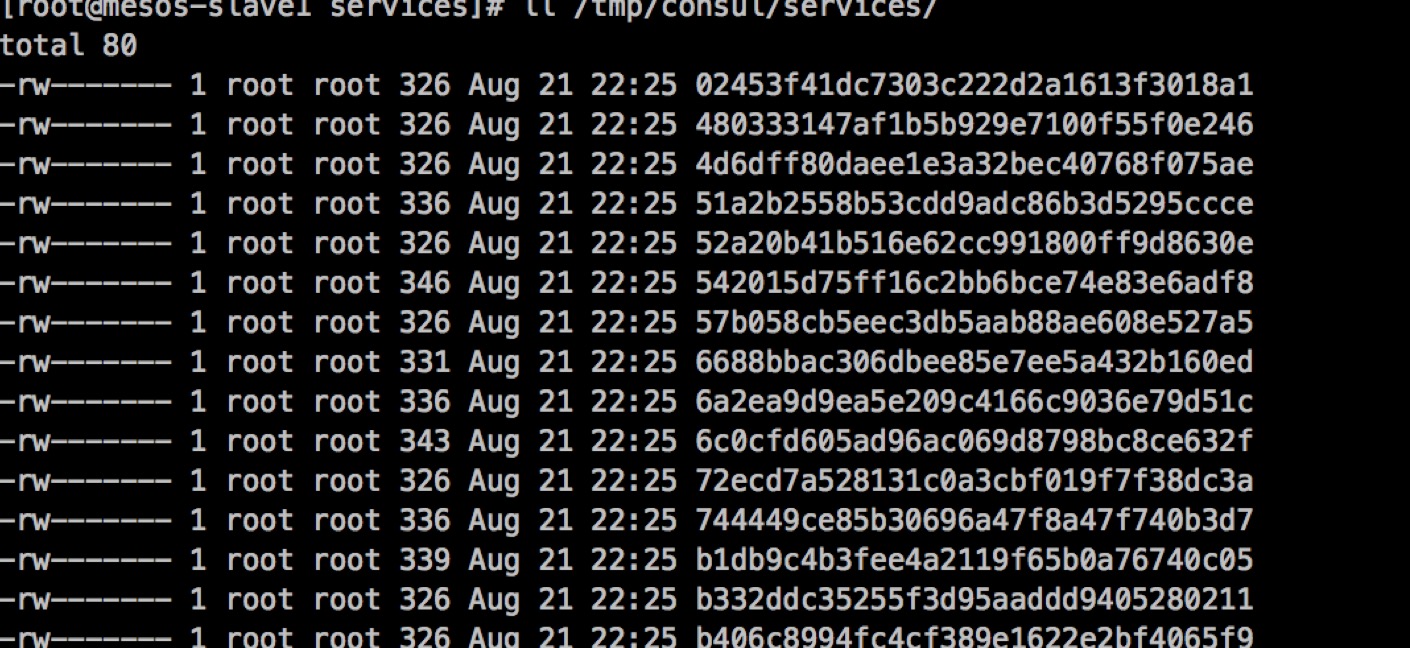 [root@mesos-slave1 services]# ll /tmp/consul/services/
total 80
-rw------- 1 root root 326 Aug 21 22:25 02453f41dc7303c222d2a1613f3018a1
-rw------- 1 root root 326 Aug 21 22:25 480333147af1b5b929e7100f55f0e246
-rw------- 1 root root 326 Aug 21 22:25 4d6dff80daee1e3a32bec40768f075ae
-rw------- 1 root root 336 Aug 21 22:25 51a2b2558b53cdd9adc86b3d5295ccce
-rw------- 1 root root 326 Aug 21 22:25 52a20b41b516e62cc991800ff9d8630e
-rw------- 1 root root 346 Aug 21 22:25 542015d75ff16c2bb6bce74e83e6adf8
-rw------- 1 root root 326 Aug 21 22:25 57b058cb5eec3db5aab88ae608e527a5
-rw------- 1 root root 331 Aug 21 22:25 6688bbac306dbee85e7ee5a432b160ed
-rw------- 1 root root 336 Aug 21 22:25 6a2ea9d9ea5e209c4166c9036e79d51c
-rw------- 1 root root 343 Aug 21 22:25 6c0cfd605ad96ac069d8798bc8ce632f
-rw------- 1 root root 326 Aug 21 22:25 72ecd7a528131c0a3cbf019f7f38dc3a
-rw------- 1 root root 336 Aug 21 22:25 744449ce85b30696a47f8a47f740b3d7
-rw------- 1 root root 339 Aug 21 22:25 b1db9c4b3fee4a2119f65b0a76740c05
-rw------- 1 root root 326 Aug 21 22:25 b332ddc35255f3d95aaddd9405280211
-rw------- 1 root root 326 Aug 21 22:25 b406c8994fc4cf389e1622e2bf4065f9